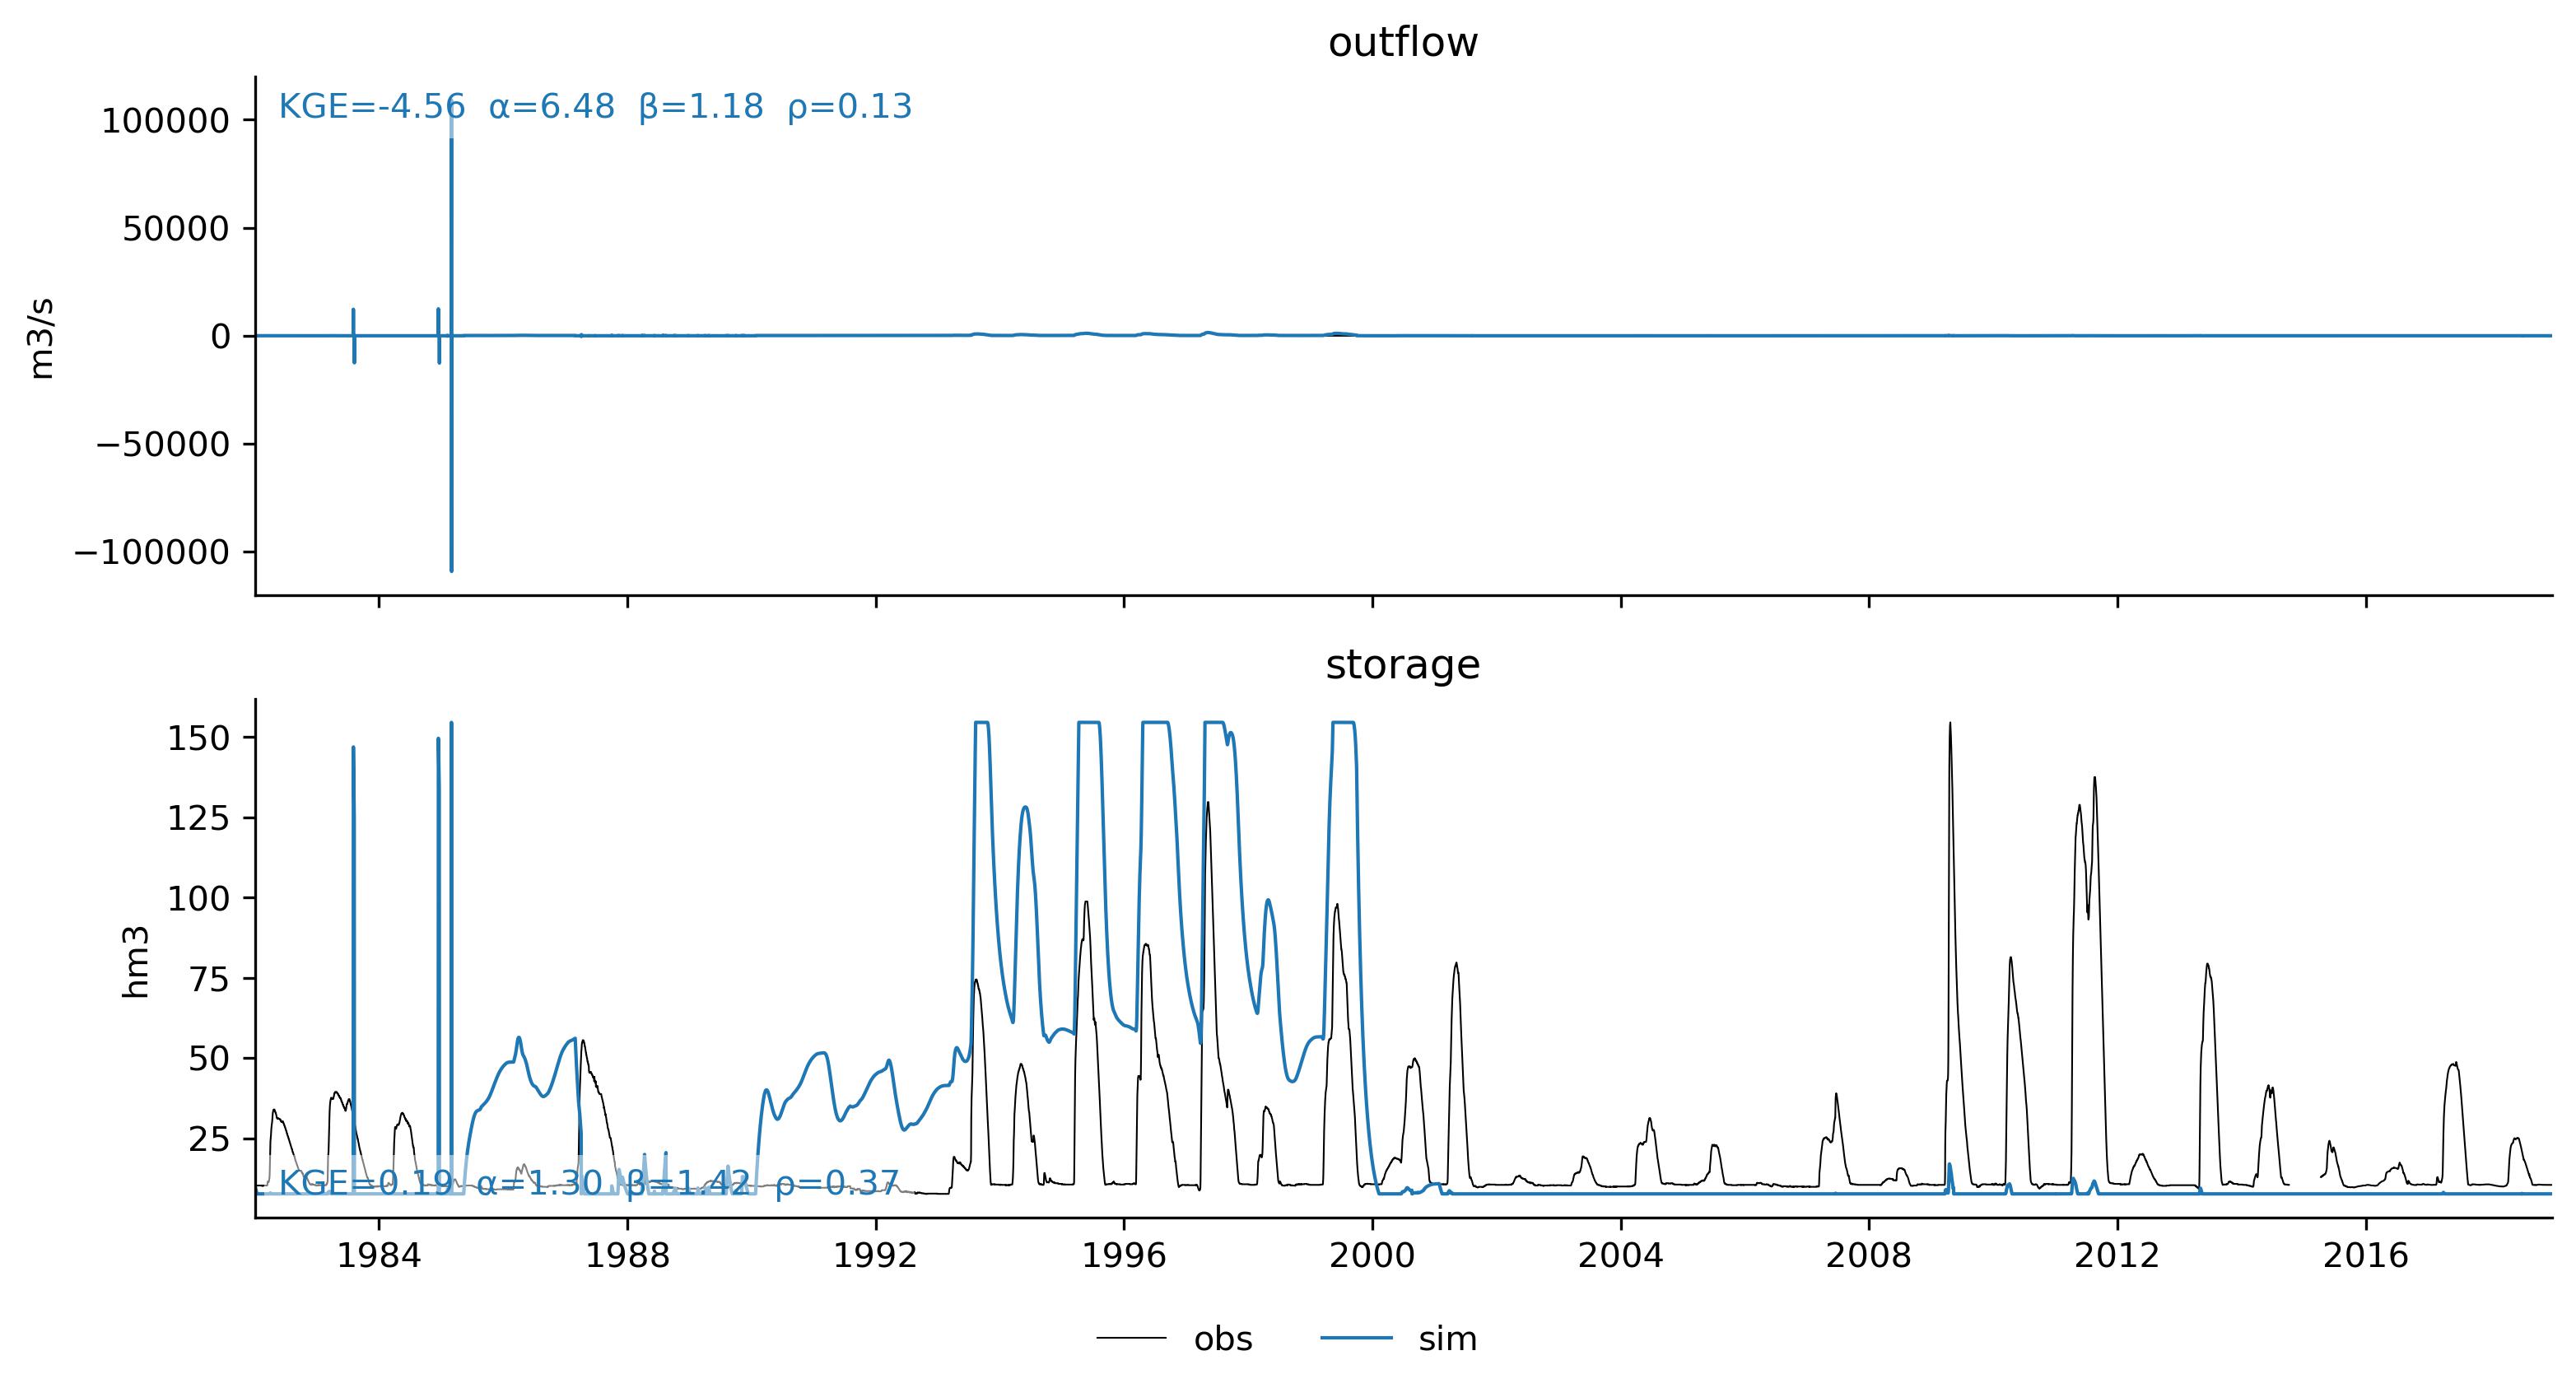 outflow
KGE=-4.56  α=6.48  β=1.18  ρ=0.13
100000
50000
0
−50000
−100000
m3/s
storage
150
125
100
75
50
25
hm3
KGE=0.19  α=1.30  β=1.42  ρ=0.37
1984 1988 1992 1996 2000 2004 2008 2012 2016
obs sim